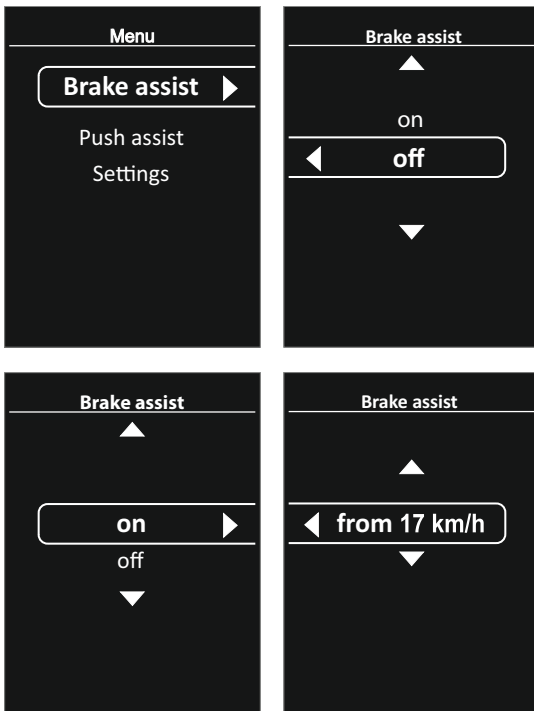 Menu
Brake assist
Push assist
Settings
Brake assist
on
off
Brake assist
on
off
Brake assist
from 17 km/h